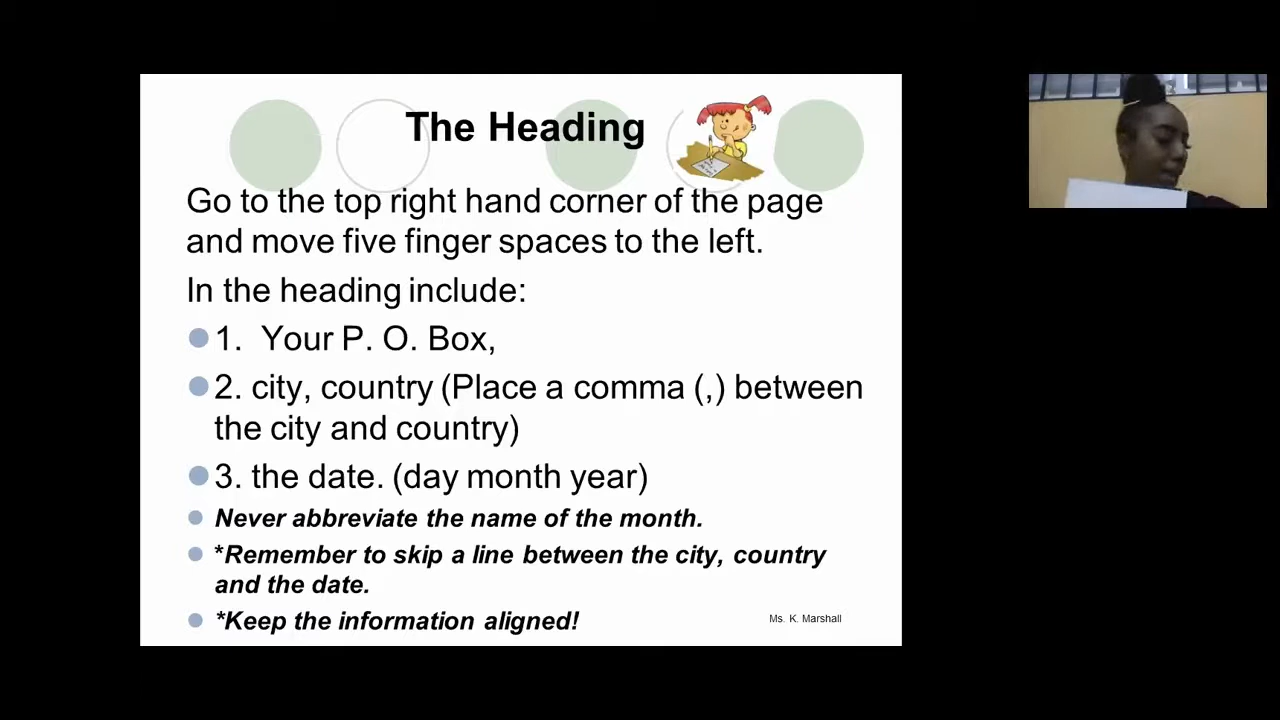 The Heading
Go to the top right hand corner of the page
and move five finger spaces to the left.
In the heading include:
1. Your P. O. Box,
2. city, country (Place a comma (,) between
the city and country)
3. the date. (day month year)
Never abbreviate the name of the month.
*Remember to skip a line between the city, country
and the date.
*Keep the information aligned!
Ms. K. Marshall